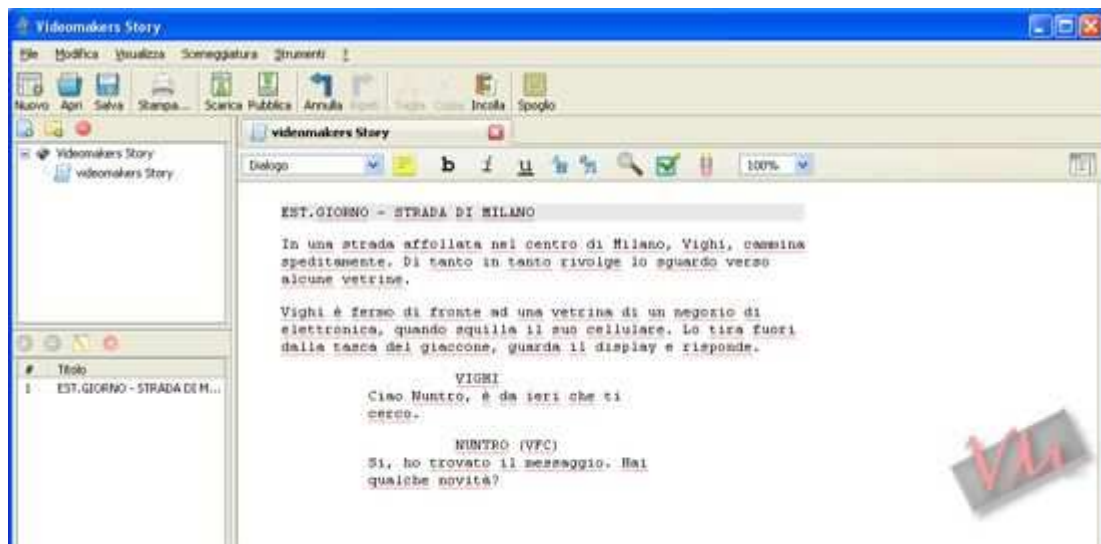 Videomakers Story
File Modifica Visualizza Sceneggiatura Strumenti ?
Nuovo Apri Salva Stampa... Scarica Pubblica Annulla Ripeti Taglia Copia Incolla Spoglio
videomakers Story
Videomakers Story
videomakers Story
Dialogo b i u 100%
EST.GIORNO - STRADA DI MILANO
In una strada affollata nel centro di Milano, Vighi, cammina
speditamente. Di tanto in tanto rivolge lo sguardo verso
alcune vetrine.
Vighi è fermo di fronte ad una vetrina di un negozio di
elettronica, quando squilla il suo cellulare. Lo tira fuori
dalla tasca del giaccone, guarda il display e risponde.
VIGHI
Ciao Nuntro, è da ieri che ti
cerco.
NUNTRO (VFC)
Si, ho trovato il messaggio. Hai
qualche novità?
# Titolo
1 EST.GIORNO - STRADA DI M...
VM